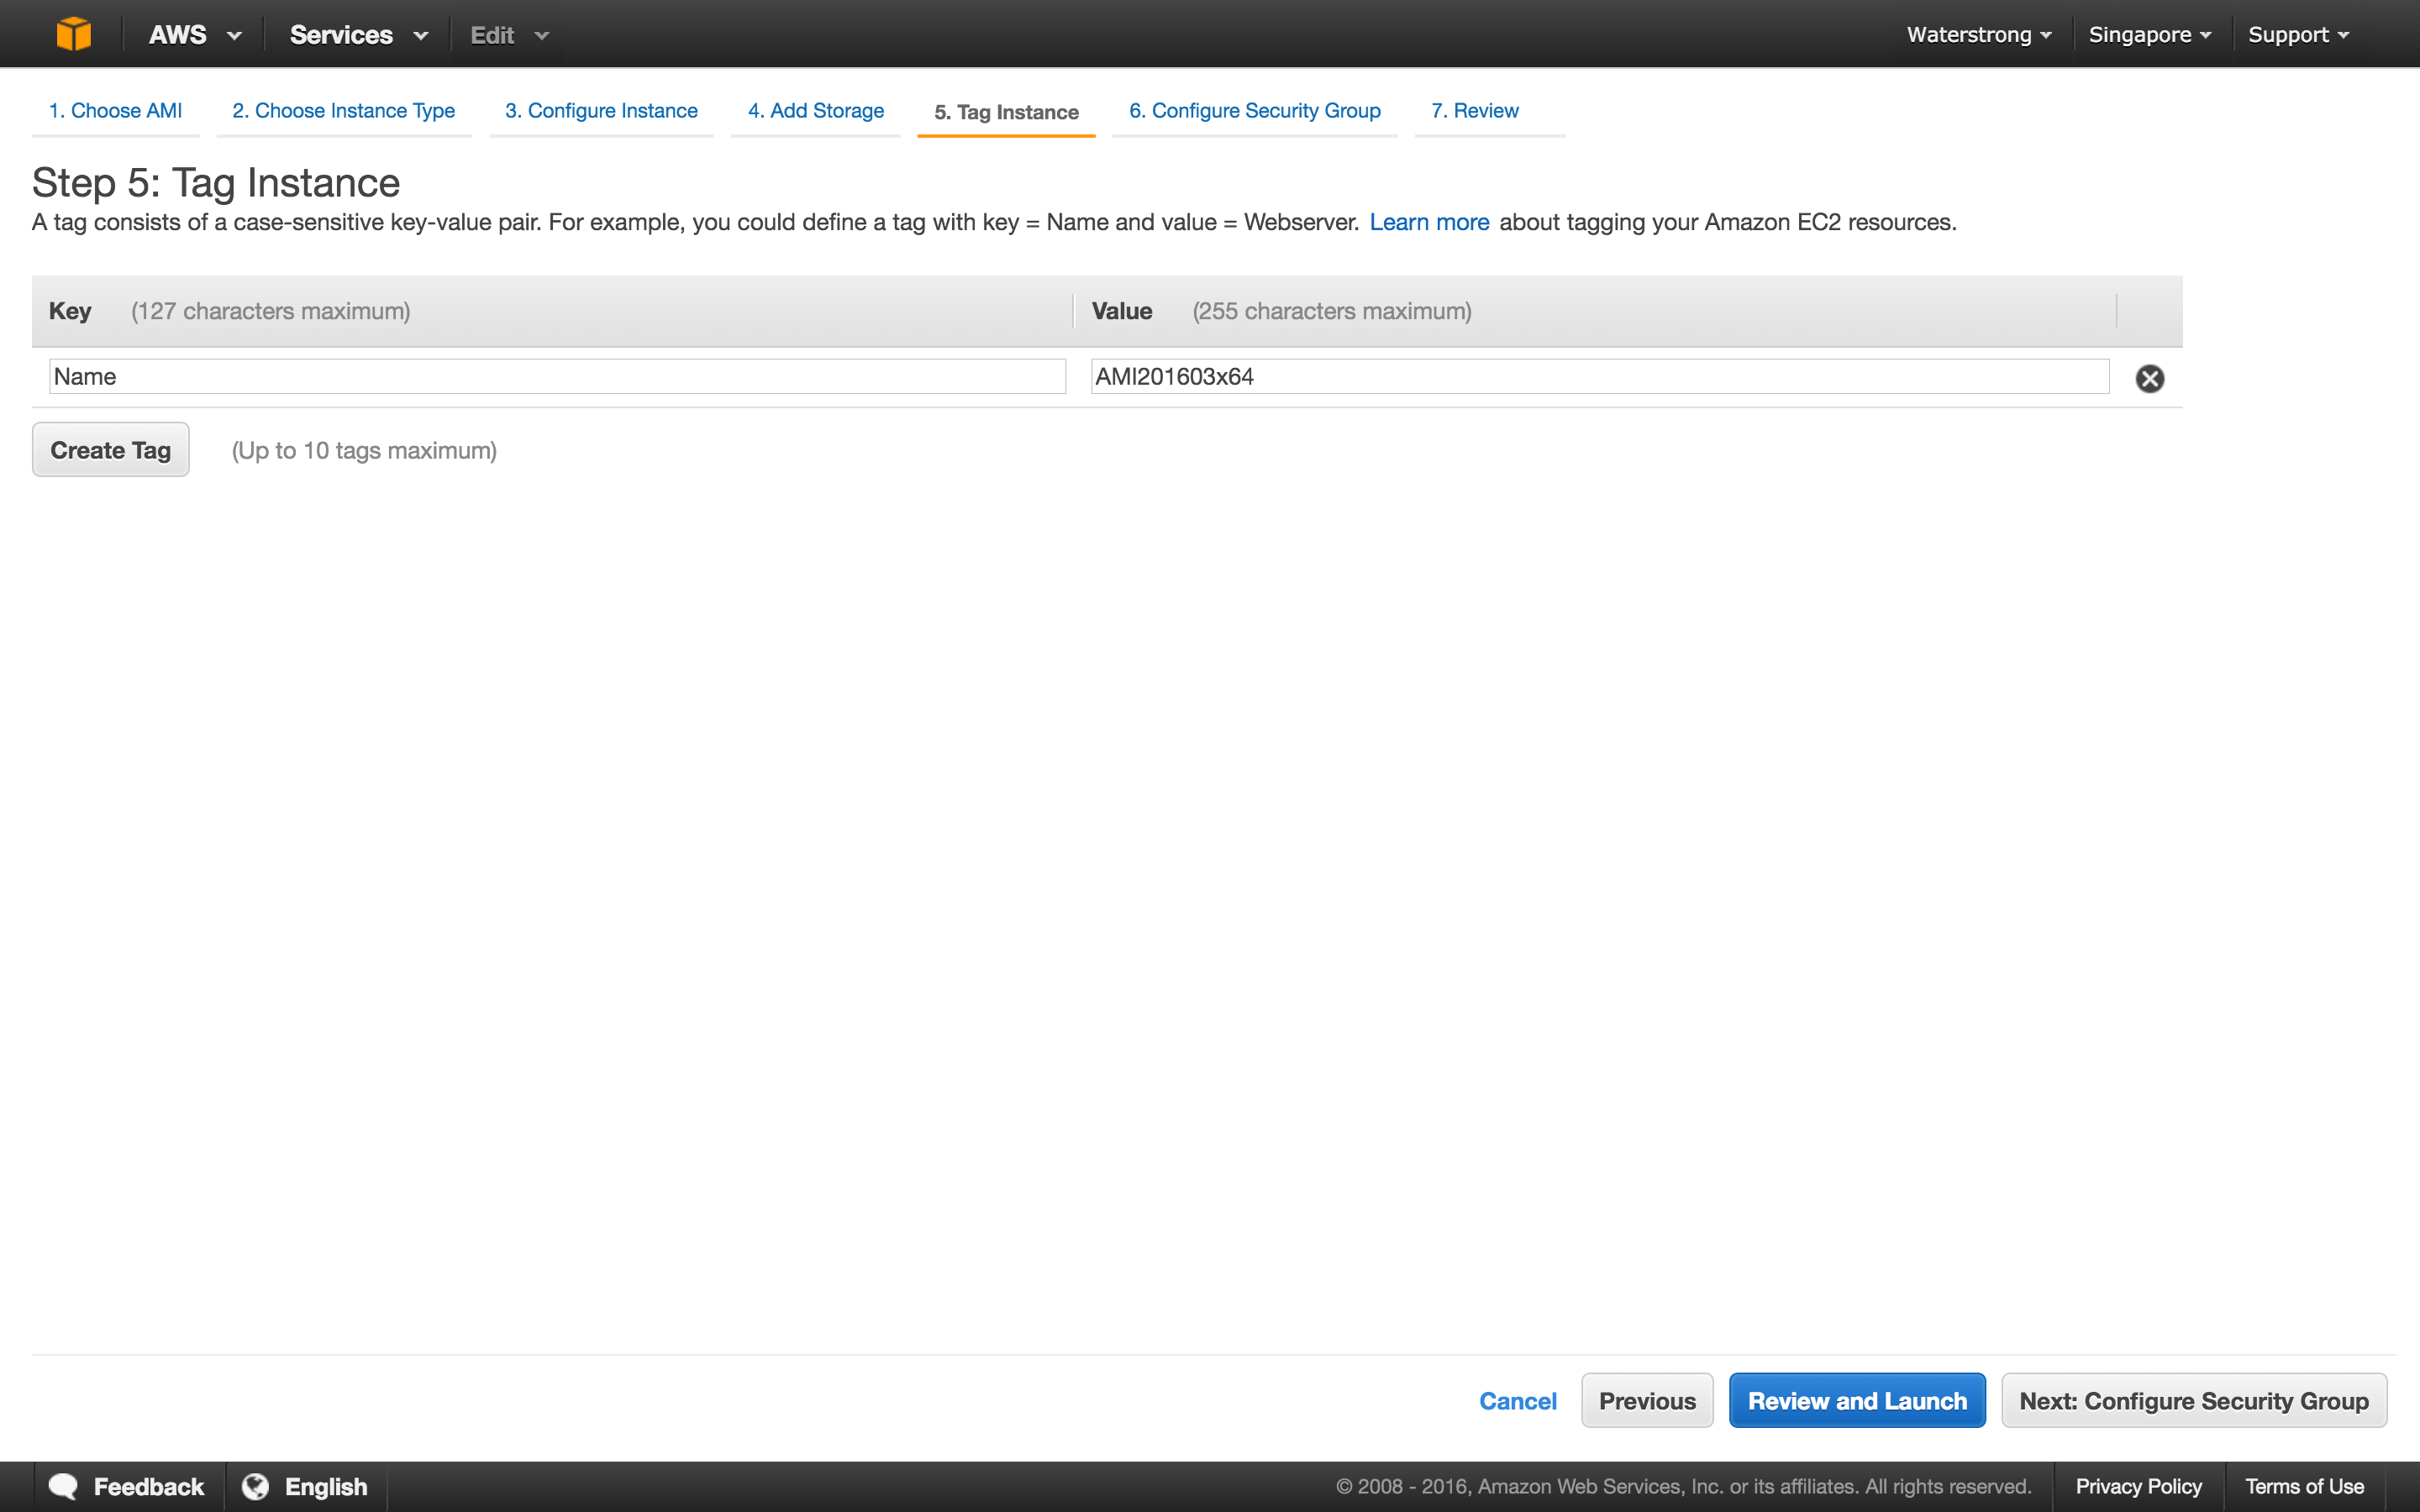 AWS Services Edit Waterstrong Singapore Support
1. Choose AMI 2. Choose Instance Type 3. Configure Instance 4. Add Storage 5. Tag Instance 6. Configure Security Group 7. Review
Step 5: Tag Instance
A tag consists of a case-sensitive key-value pair. For example, you could define a tag with key = Name and value = Webserver. Learn more about tagging your Amazon EC2 resources.
Key (127 characters maximum) Value (255 characters maximum)
Name AMI201603x64
Create Tag (Up to 10 tags maximum)
Cancel Previous Review and Launch Next: Configure Security Group
Feedback English © 2008 - 2016, Amazon Web Services, Inc. or its affiliates. All rights reserved. Privacy Policy Terms of Use